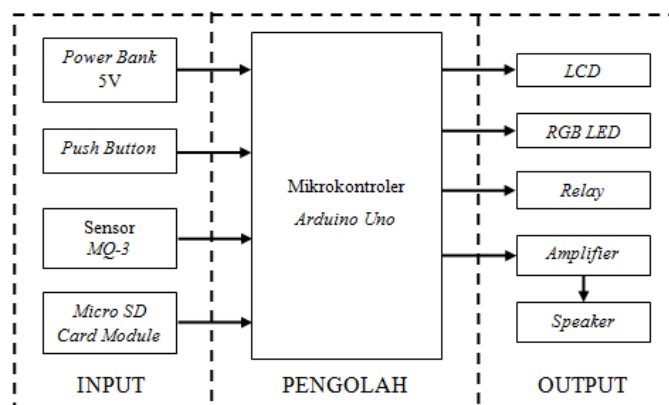 Power Bank
5V
Push Button
Sensor
MQ-3
Micro SD
Card Module
INPUT
Mikrokontroler
Arduino Uno
PENGOLAH
LCD
RGB LED
Relay
Amplifier
Speaker
OUTPUT